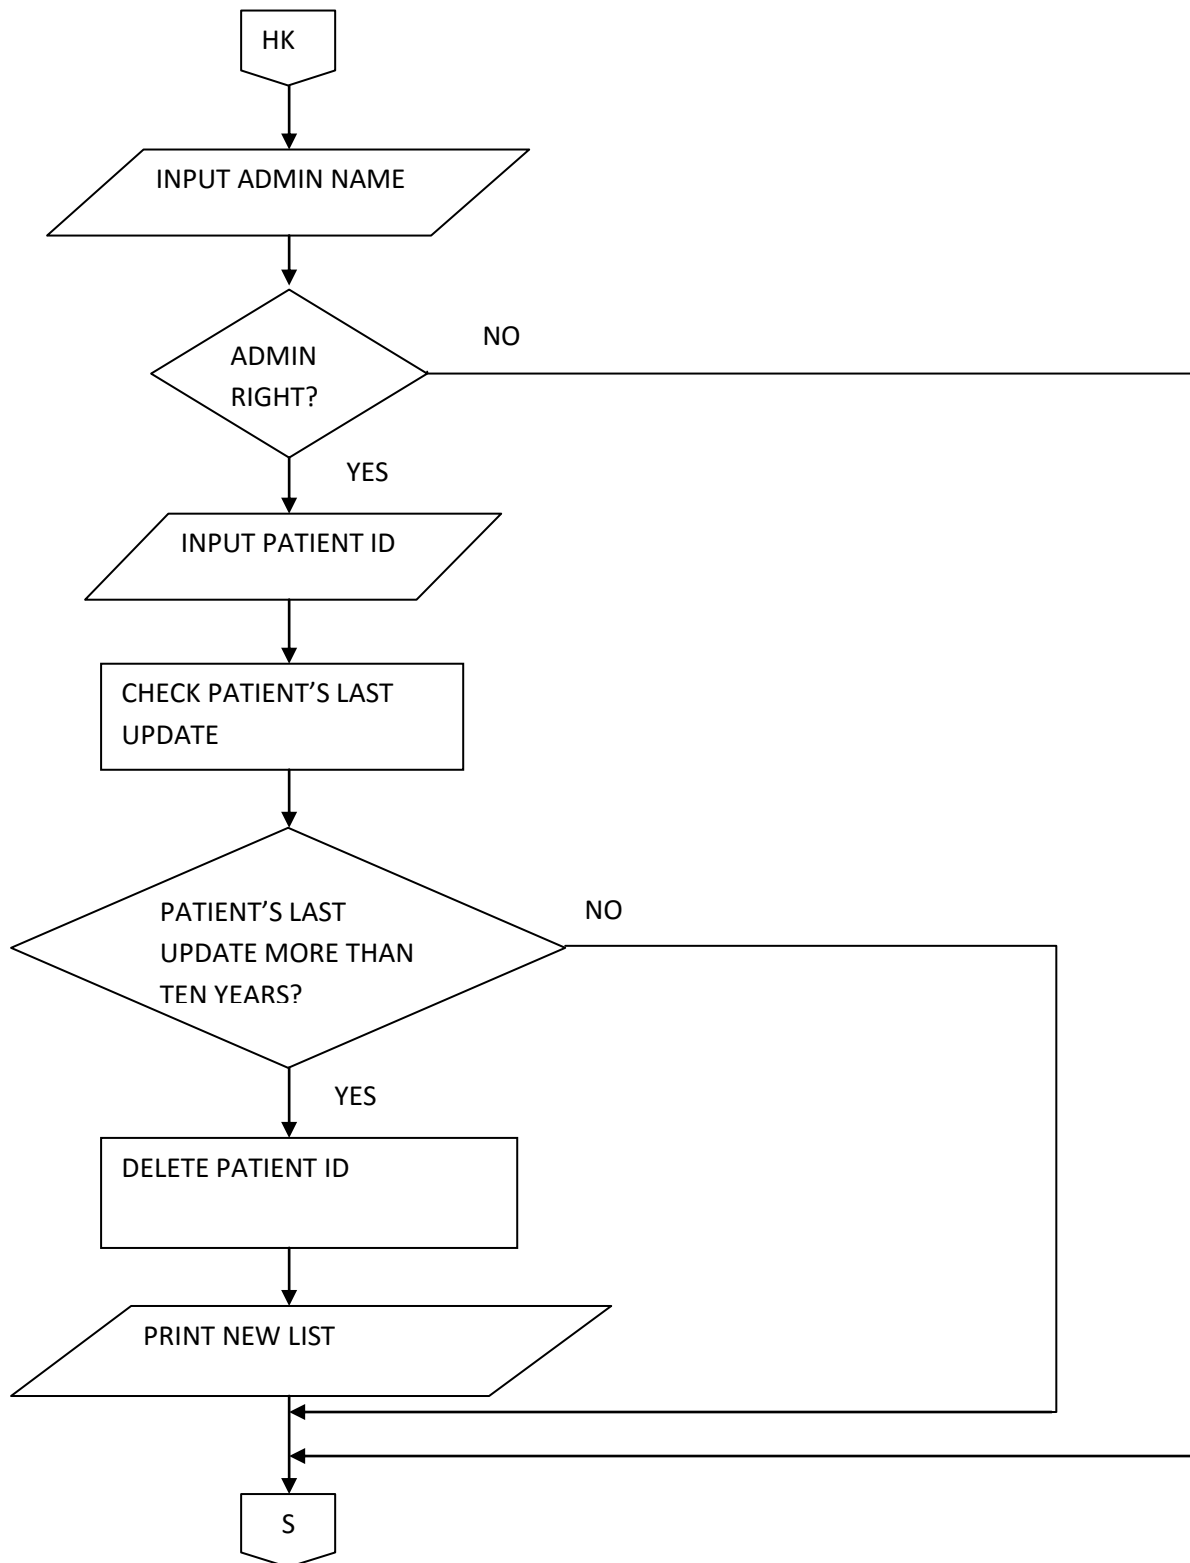 HK
INPUT ADMIN NAME
ADMIN
RIGHT?
NO
YES
INPUT PATIENT ID
CHECK PATIENT’S LAST
UPDATE
PATIENT’S LAST
UPDATE MORE THAN
TEN YEARS?
NO
YES
DELETE PATIENT ID
PRINT NEW LIST
S